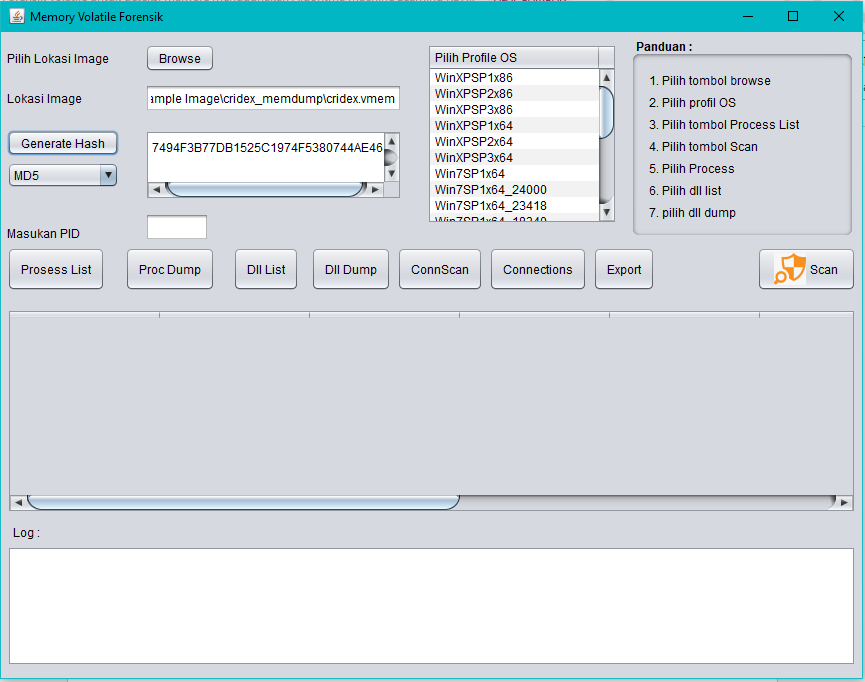 Memory Volatile Forensik
Pilih Lokasi Image
Browse
Lokasi Image
ample Image\cridex_memdump\cridex.vmem
Generate Hash
MD5
7494F3B77DB1525C1974F5380744AE46
Masukan PID
Pilih Profile OS
WinXPSP1x86
WinXPSP2x86
WinXPSP3x86
WinXPSP1x64
WinXPSP2x64
WinXPSP3x64
Win7SP1x64
Win7SP1x64_24000
Win7SP1x64_23418
Panduan :
1. Pilih tombol browse
2. Pilih profil OS
3. Pilih tombol Process List
4. Pilih tombol Scan
5. Pilih Process
6. Pilih dll list
7. pilih dll dump
Prosess List
Proc Dump
Dll List
Dll Dump
ConnScan
Connections
Export
Scan
Log :